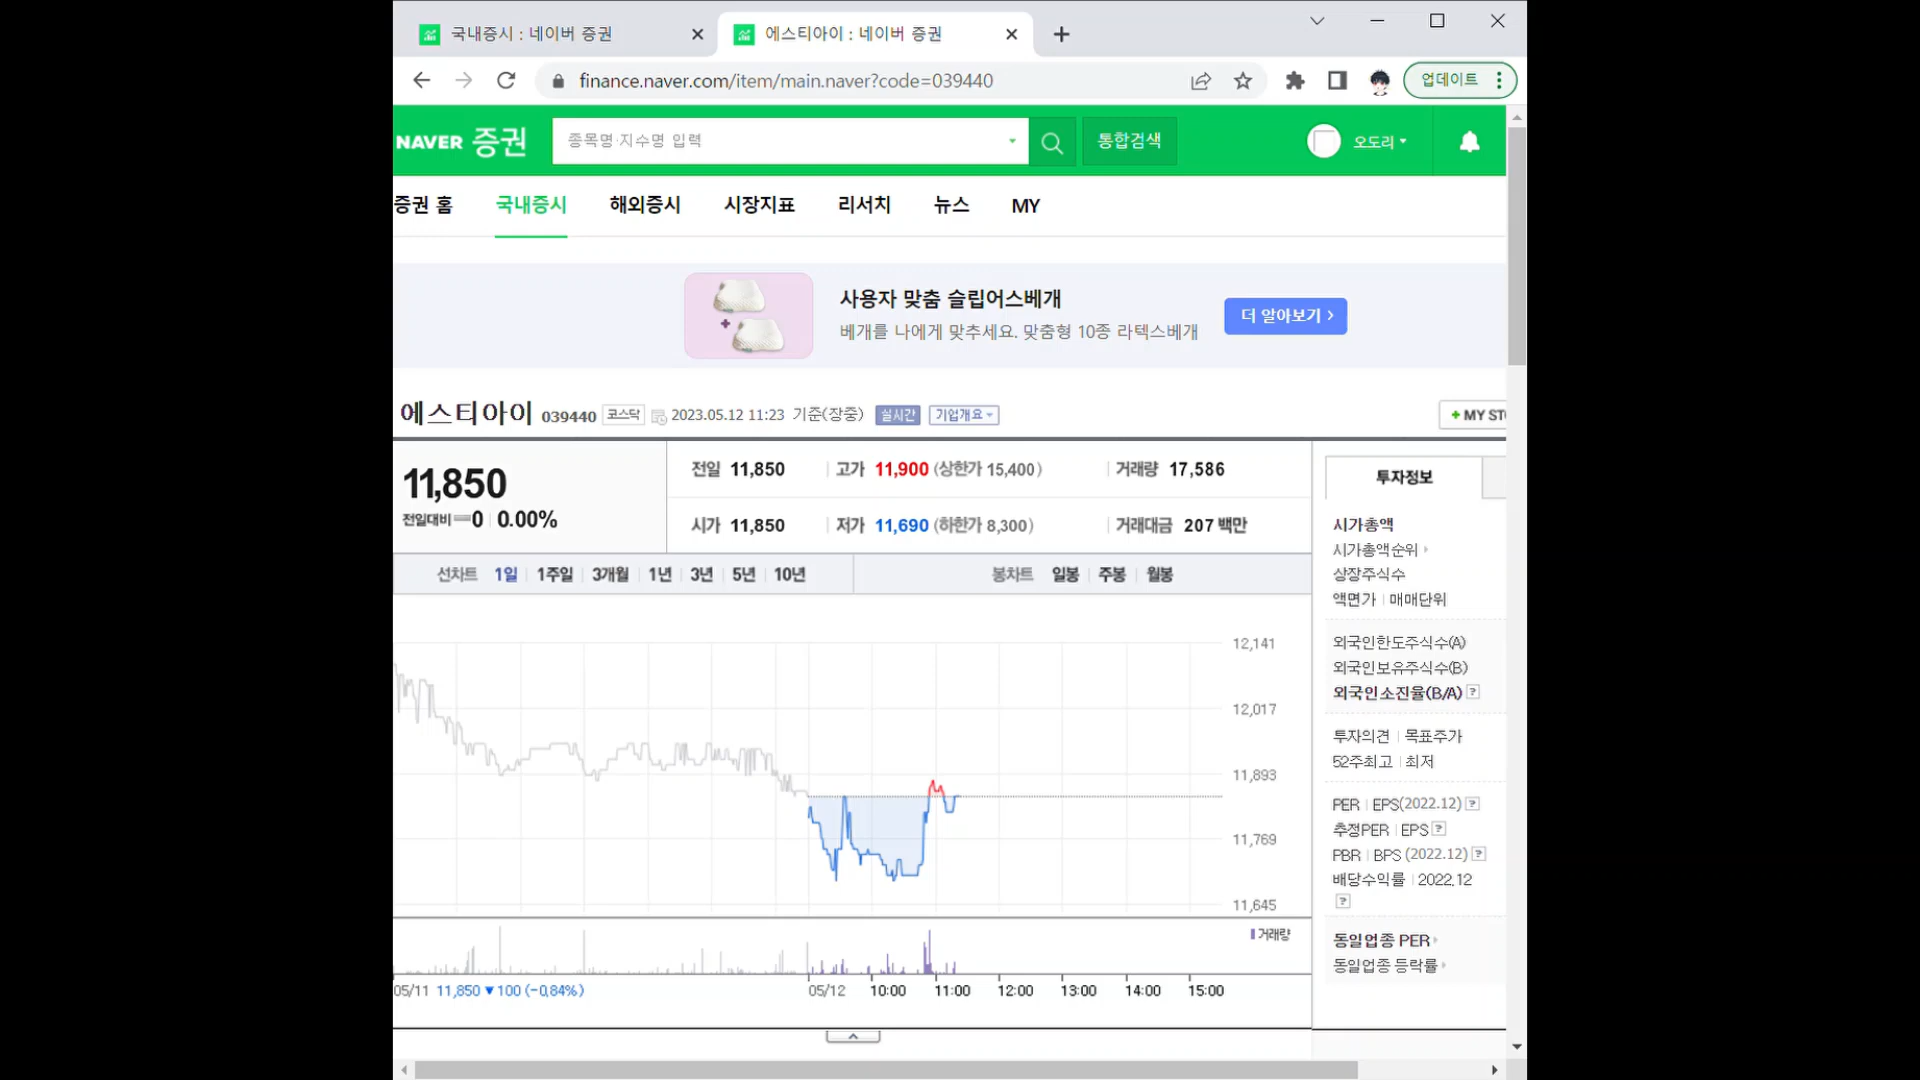 국내증시 : 네이버 증권
에스티아이 : 네이버 증권
finance.naver.com/item/main.naver?code=039440
업데이트
NAVER 증권
종목명·지수명 입력
통합검색
오도리
증권 홈 국내증시 해외증시 시장지표 리서치 뉴스 MY
사용자 맞춤 슬립어스베개
베개를 나에게 맞추세요. 맞춤형 10종 라텍스베개
더 알아보기 >
에스티아이 039440 코스닥 2023.05.12 11:23 기준(장중) 실시간 기업개요
+ MY ST
11,850
전일대비 0 | 0.00%
전일 11,850 고가 11,900 (상한가 15,400) 거래량 17,586
시가 11,850 저가 11,690 (하한가 8,300) 거래대금 207 백만
선차트 1일 1주일 3개월 1년 3년 5년 10년
봉차트 일봉 주봉 월봉
12,141
12,017
11,893
11,769
11,645
거래량
05/11 11,850 ▼100 (-0.84%)
05/12 10:00 11:00 12:00 13:00 14:00 15:00
투자정보
시가총액
시가총액순위
상장주식수
액면가 | 매매단위
외국인한도주식수(A)
외국인보유주식수(B)
외국인소진율(B/A) ?
투자의견 | 목표주가
52주최고 | 최저
PER | EPS(2022.12) ?
추정PER | EPS ?
PBR | BPS (2022.12) ?
배당수익률 | 2022.12
?
동일업종 PER
동일업종 등락률